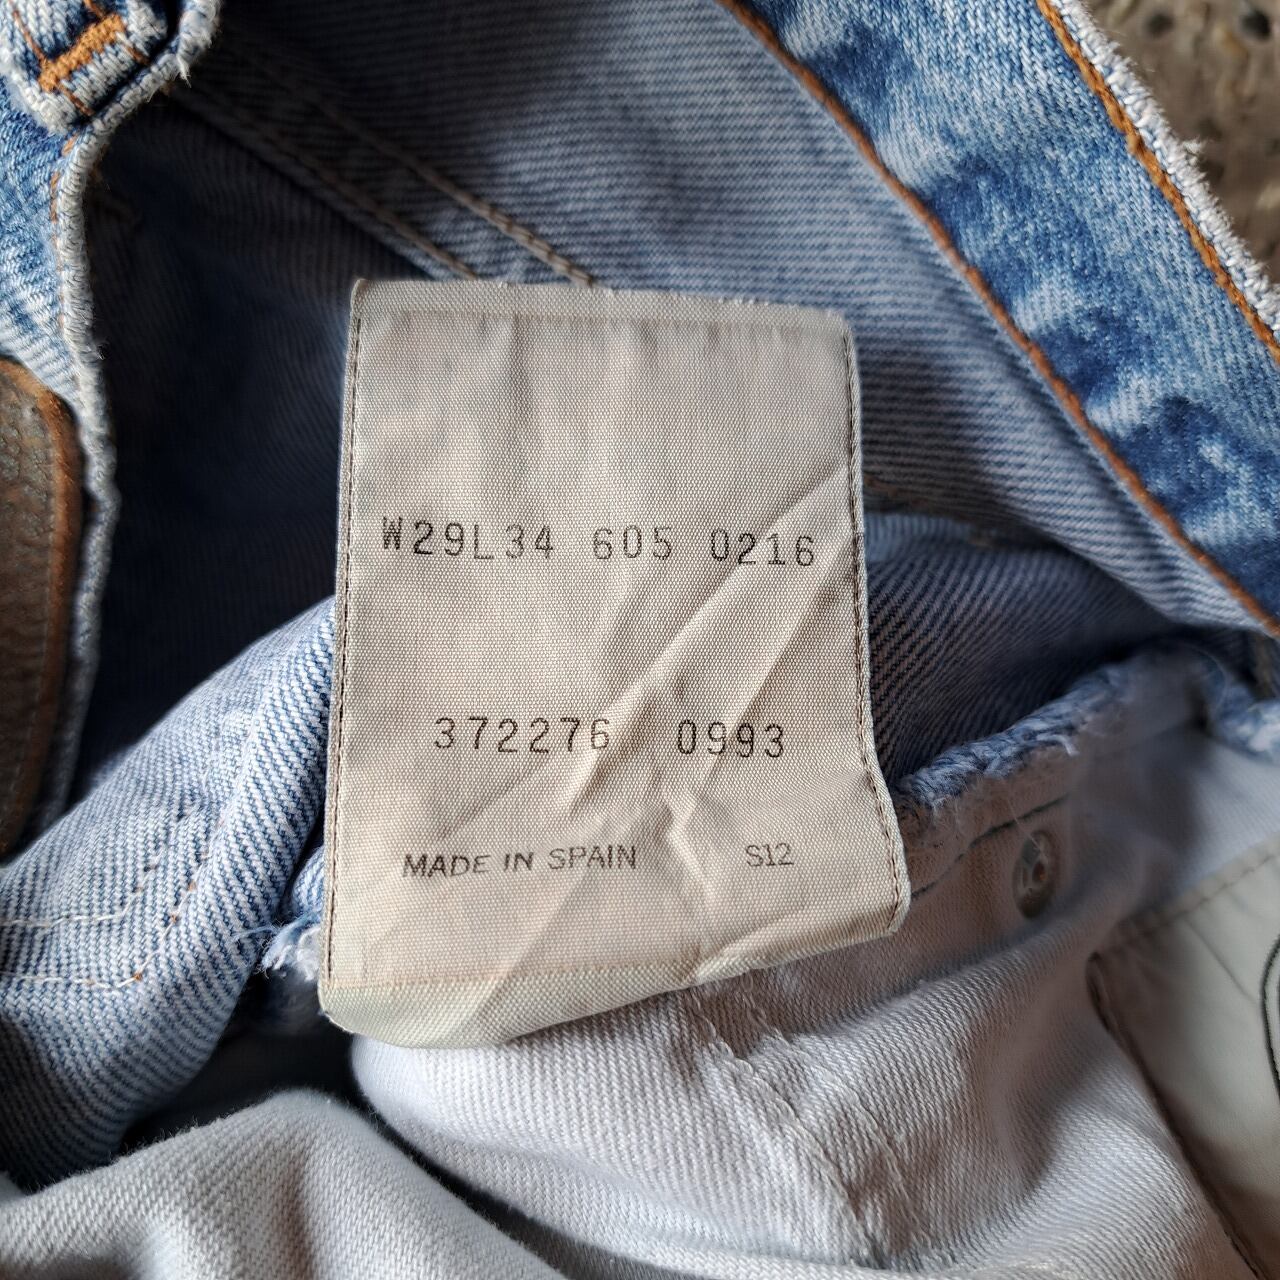 W29L34 605 0216
372276 0993
MADE IN SPAIN S12